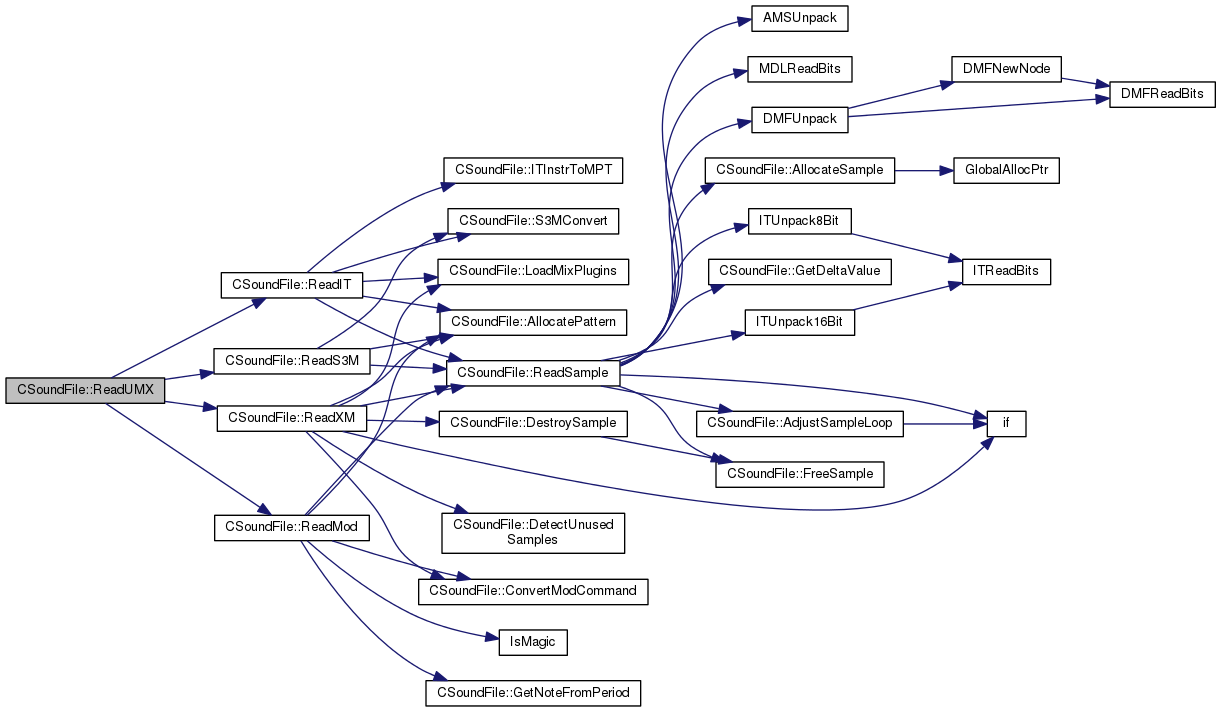 AMSUnpack
MDLReadBits
DMFNewNode
DMFReadBits
DMFUnpack
CSoundFile::ITInstrToMPT
CSoundFile::AllocateSample
GlobalAllocPtr
CSoundFile::S3MConvert
ITUnpack8Bit
CSoundFile::ReadIT
CSoundFile::LoadMixPlugins
CSoundFile::GetDeltaValue
ITReadBits
CSoundFile::AllocatePattern
ITUnpack16Bit
CSoundFile::ReadS3M
CSoundFile::ReadSample
CSoundFile::ReadUMX
CSoundFile::ReadXM
CSoundFile::DestroySample
CSoundFile::AdjustSampleLoop
if
CSoundFile::FreeSample
CSoundFile::ReadMod
CSoundFile::DetectUnused
Samples
CSoundFile::ConvertModCommand
IsMagic
CSoundFile::GetNoteFromPeriod